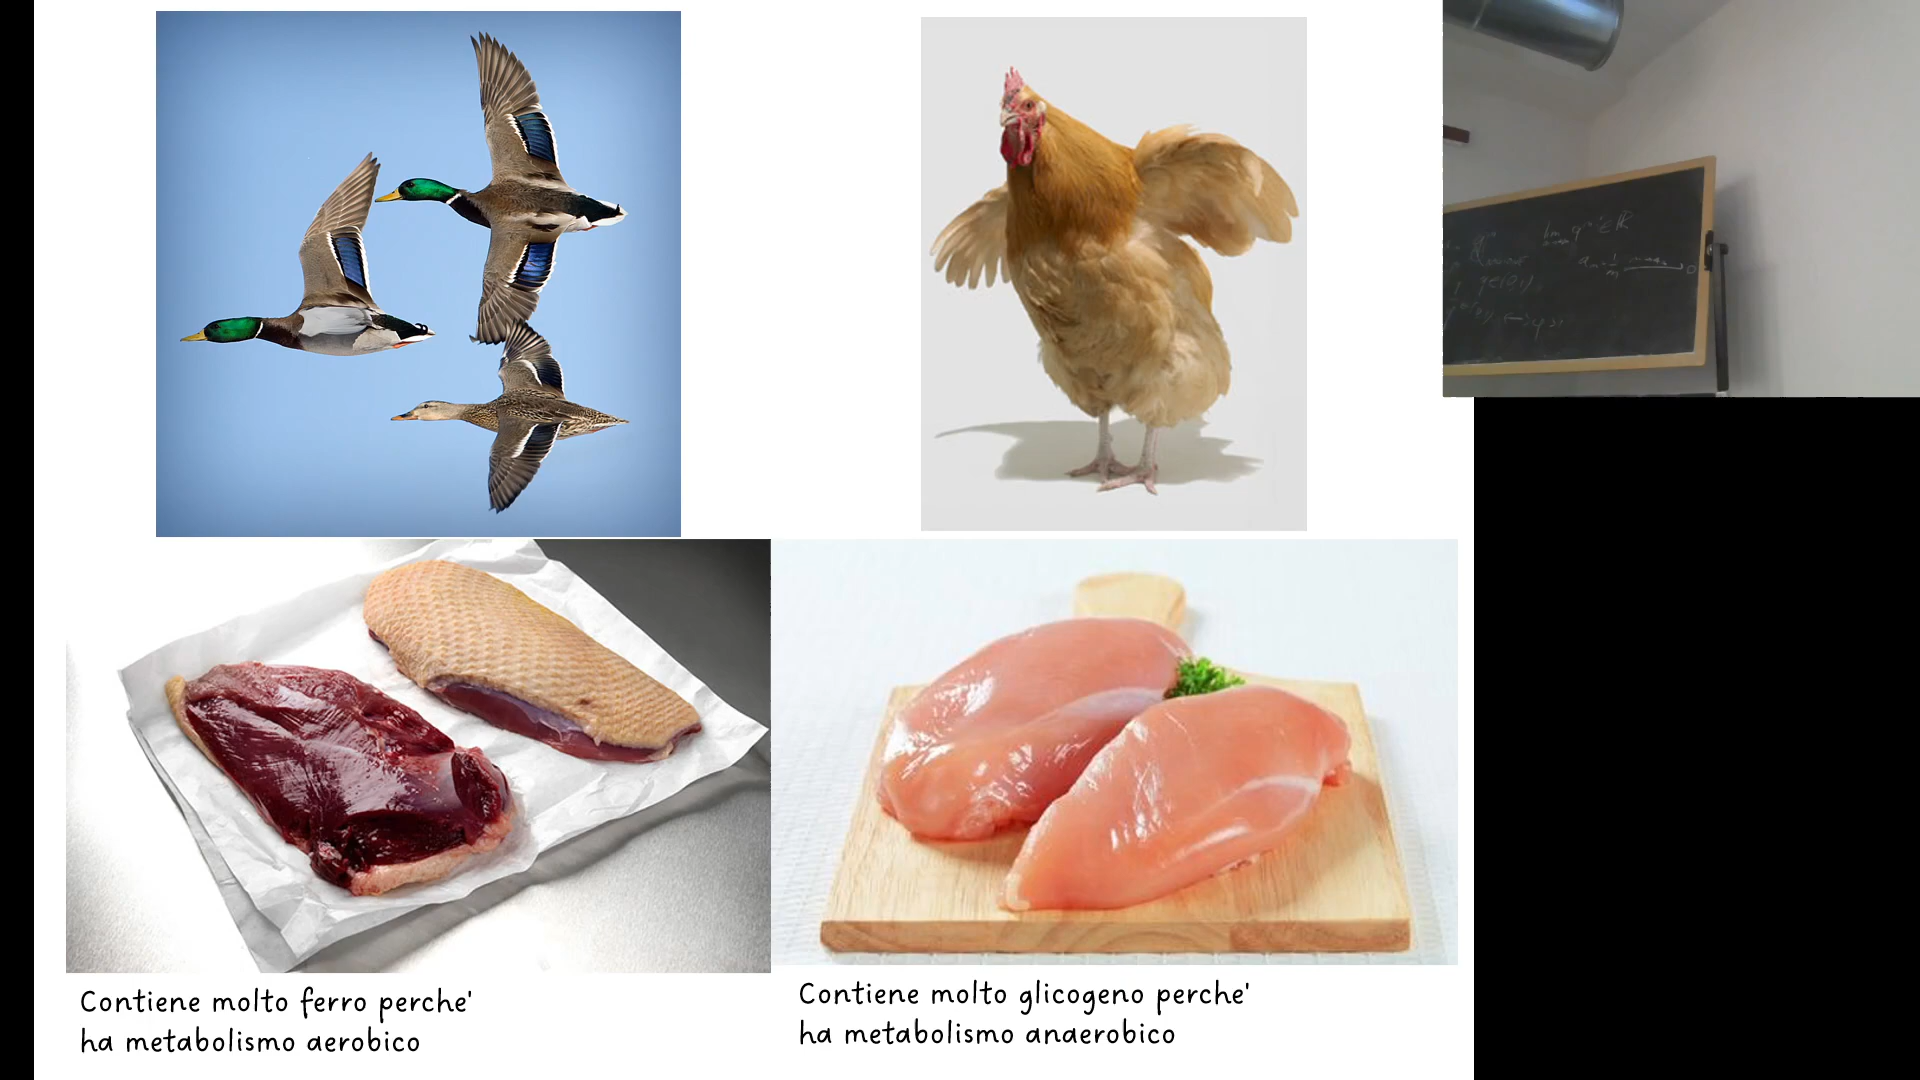 Contiene molto ferro perche'
ha metabolismo aerobico
Contiene molto glicogeno perche'
ha metabolismo anaerobico